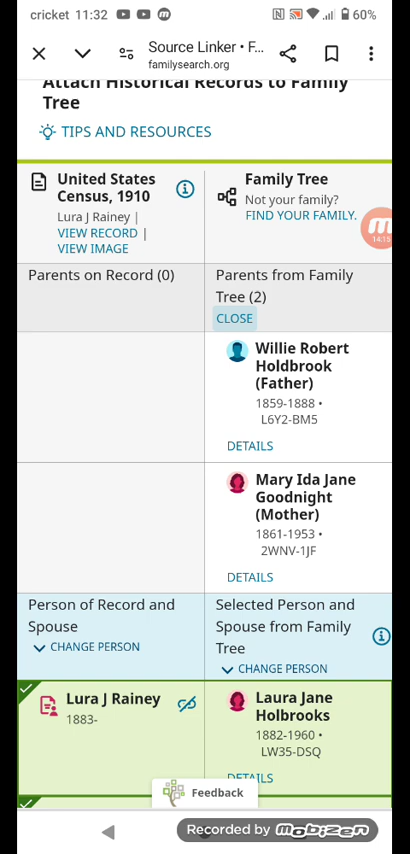 cricket 11:32
60%
Source Linker • F...
familysearch.org
Attach Historical Records to Family
Tree
TIPS AND RESOURCES
United States
Census, 1910
Lura J Rainey |
VIEW RECORD |
VIEW IMAGE
Family Tree
Not your family?
FIND YOUR FAMILY.
14:15
Parents on Record (0)
Parents from Family
Tree (2)
CLOSE
Willie Robert
Holdbrook
(Father)
1859-1888 •
L6Y2-BM5
DETAILS
Mary Ida Jane
Goodnight
(Mother)
1861-1953 •
2WNV-1JF
DETAILS
Person of Record and
Spouse
CHANGE PERSON
Selected Person and
Spouse from Family
Tree
CHANGE PERSON
Lura J Rainey
1883-
Laura Jane
Holbrooks
1882-1960 •
LW35-DSQ
DETAILS
Feedback
Recorded by mobizen